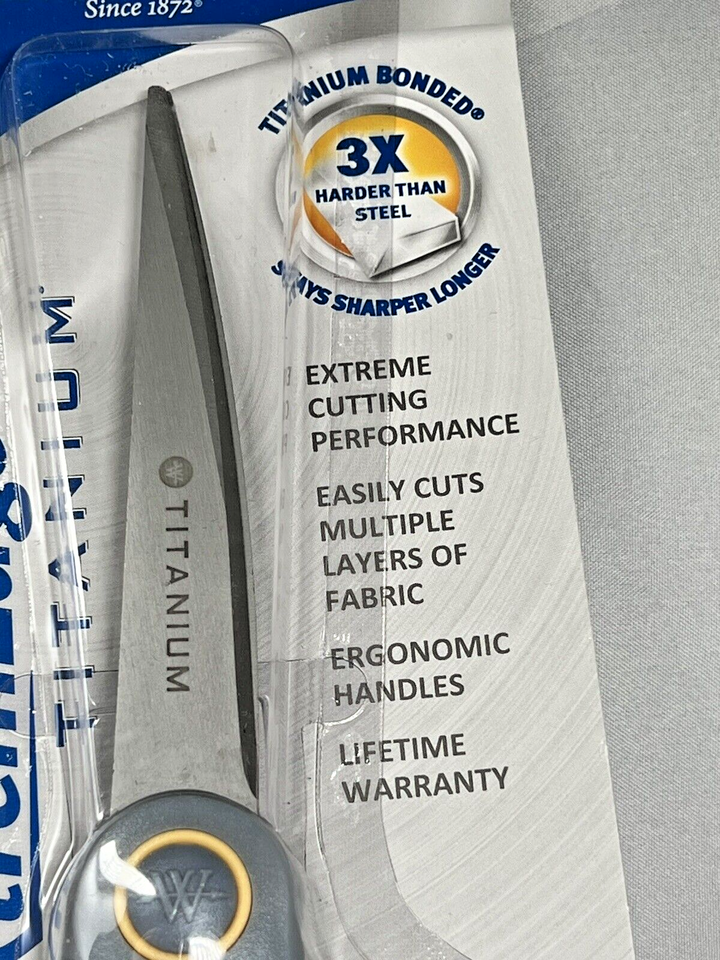 Since 1872®
TITANIUM BONDED®
3X
HARDER THAN
STEEL
STAYS SHARPER LONGER
EXTREME
CUTTING
PERFORMANCE
EASILY CUTS
MULTIPLE
LAYERS OF
FABRIC
ERGONOMIC
HANDLES
LIFETIME
WARRANTY
TITANIUM®
TITANIUM
W